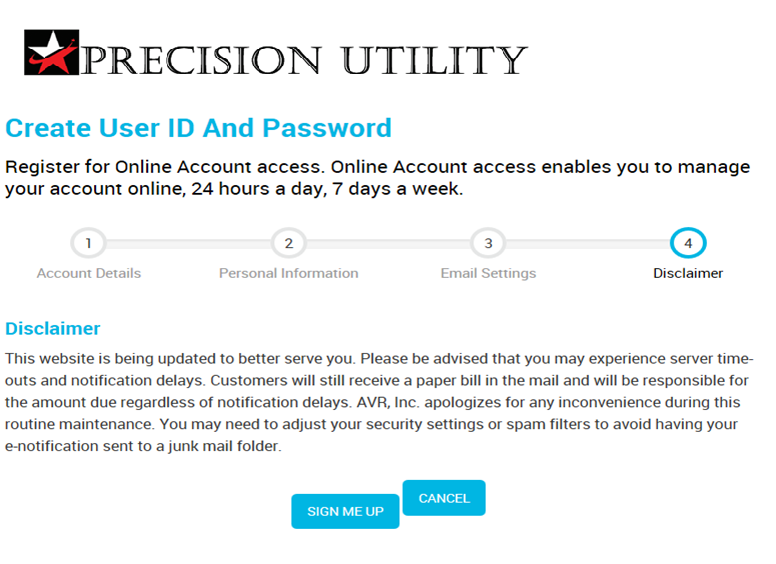 PRECISION UTILITY
Create User ID And Password
Register for Online Account access. Online Account access enables you to manage
your account online, 24 hours a day, 7 days a week.
1 2 3 4
Account Details Personal Information Email Settings Disclaimer
Disclaimer
This website is being updated to better serve you. Please be advised that you may experience server time-
outs and notification delays. Customers will still receive a paper bill in the mail and will be responsible for
the amount due regardless of notification delays. AVR, Inc. apologizes for any inconvenience during this
routine maintenance. You may need to adjust your security settings or spam filters to avoid having your
e-notification sent to a junk mail folder.
SIGN ME UP CANCEL